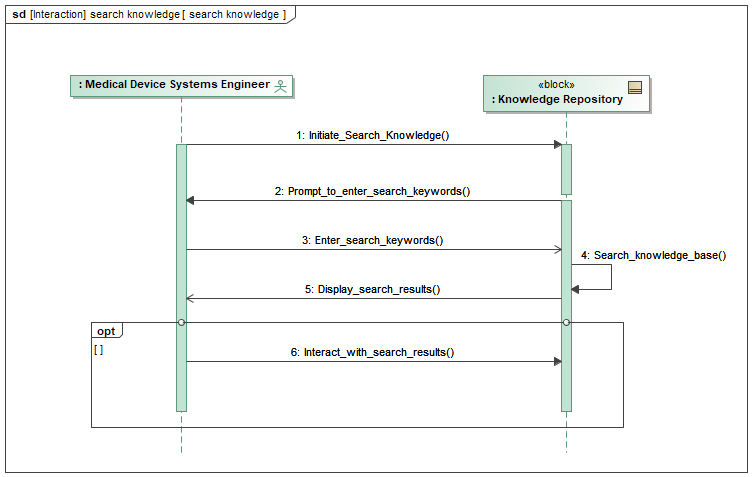 sd [Interaction] search knowledge [ search knowledge ]
: Medical Device Systems Engineer
«block»
: Knowledge Repository
1: Initiate_Search_Knowledge()
2: Prompt_to_enter_search_keywords()
3: Enter_search_keywords()
4: Search_knowledge_base()
5: Display_search_results()
opt
[ ]
6: Interact_with_search_results()